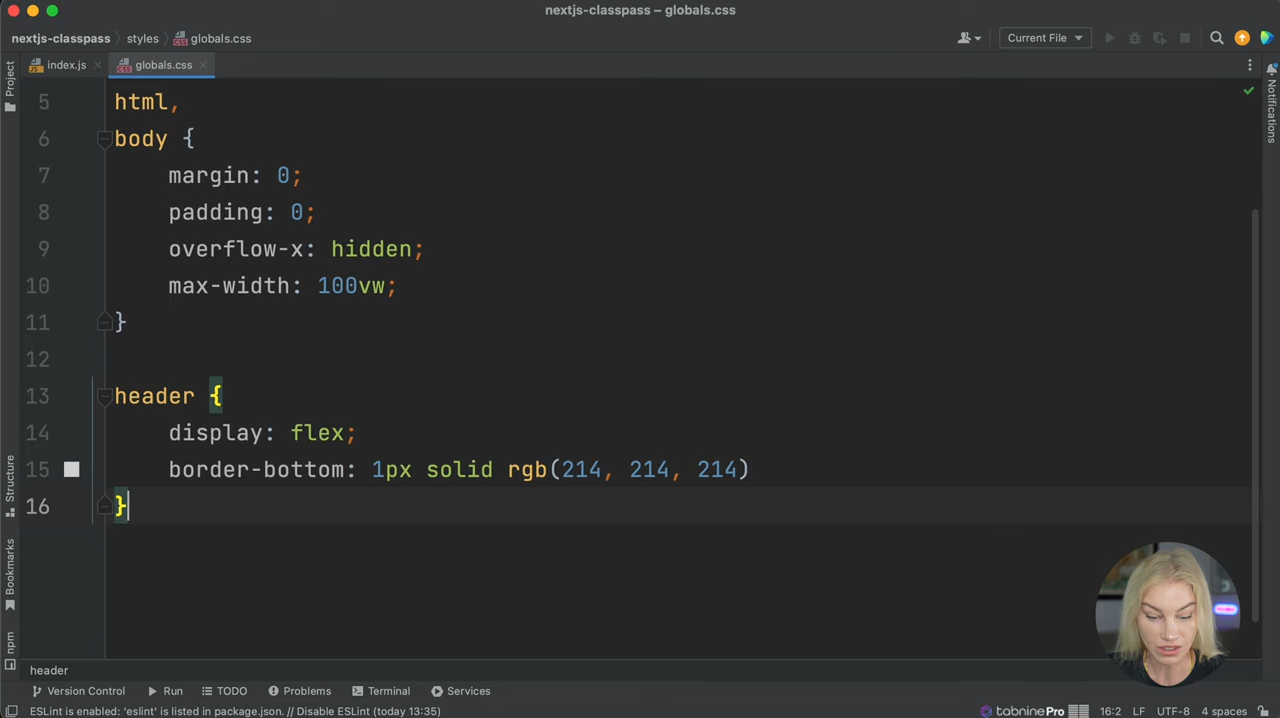 nextjs-classpass – globals.css
nextjs-classpass
styles
globals.css
Current File
index.js
globals.css
Project
Notifications
Structure
Bookmarks
npm
5 html,
6 body {
7 margin: 0;
8 padding: 0;
9 overflow-x: hidden;
10 max-width: 100vw;
11 }
12
13 header {
14 display: flex;
15 border-bottom: 1px solid rgb(214, 214, 214)
16 }
header
Version Control
Run
TODO
Problems
Terminal
Services
ESLint is enabled: 'eslint' is listed in package.json. // Disable ESLint (today 13:35)
tabnine Pro
16:2
LF
UTF-8
4 spaces